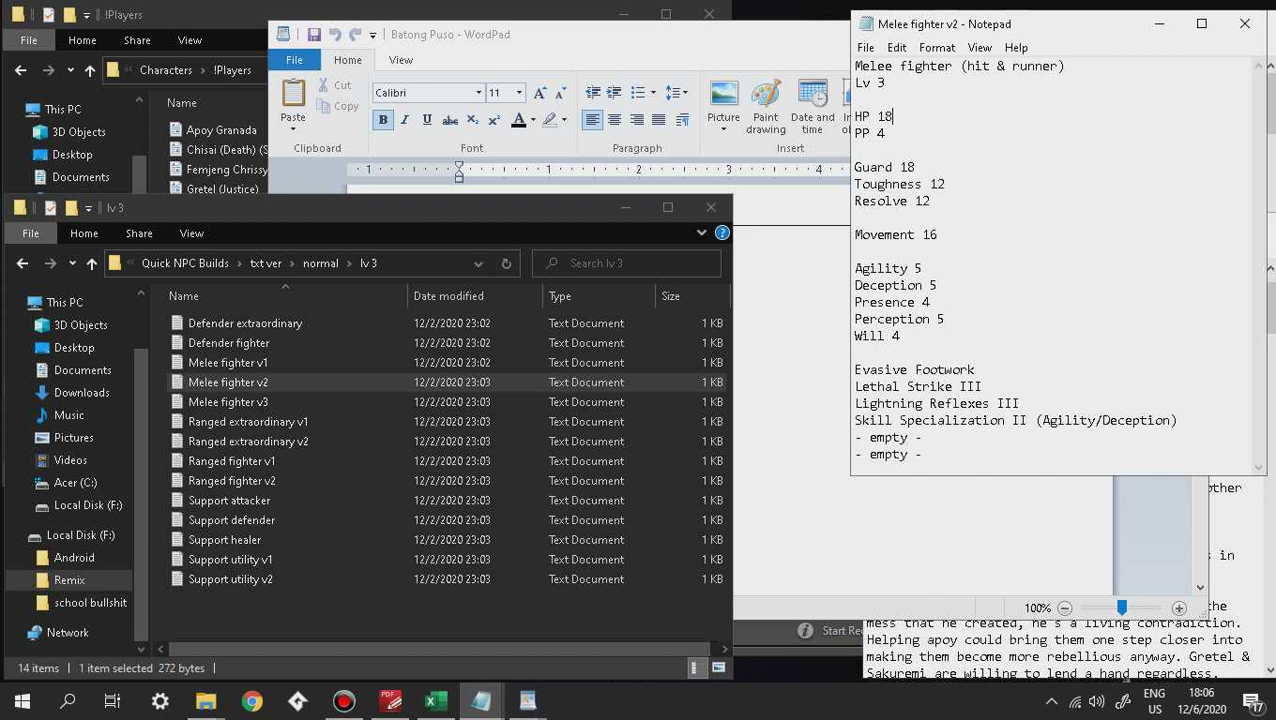 !Players
File
Home
Share
View
Characters
!Players
This PC
3D Objects
Desktop
Documents
Name
Apoy Granada
Chisai (Death) (S
Femjeng Chrissy
Gretel (Justice)
Batong Puso - WordPad
File
Home
View
Paste
Cut
Copy
Clipboard
Calibri
11
Font
Paragraph
Picture
Paint drawing
Date and time
Insert
1 1 2 3 4
lv 3
File
Home
Share
View
Quick NPC Builds
txt ver
normal
lv 3
Search lv 3
This PC
3D Objects
Desktop
Documents
Downloads
Music
Pictures
Videos
Acer (C:)
Local Disk (F:)
Local Disk (F:)
Android
Remix
school bullshit
Network
Name Date modified Type Size
Defender extraordinary 12/2/2020 23:02 Text Document 1 KB
Defender fighter 12/2/2020 23:02 Text Document 1 KB
Melee fighter v1 12/2/2020 23:02 Text Document 1 KB
Melee fighter v2 12/2/2020 23:03 Text Document 1 KB
Melee fighter v3 12/2/2020 23:03 Text Document 1 KB
Ranged extraordinary v1 12/2/2020 23:03 Text Document 1 KB
Ranged extraordinary v2 12/2/2020 23:03 Text Document 1 KB
Ranged fighter v1 12/2/2020 23:03 Text Document 1 KB
Ranged fighter v2 12/2/2020 23:03 Text Document 1 KB
Support attacker 12/2/2020 23:03 Text Document 1 KB
Support defender 12/2/2020 23:03 Text Document 1 KB
Support healer 12/2/2020 23:03 Text Document 1 KB
Support utility v1 12/2/2020 23:03 Text Document 1 KB
Support utility v2 12/2/2020 23:03 Text Document 1 KB
14 items
1 item selected 272 bytes
Melee fighter v2 - Notepad
File Edit Format View Help
Melee fighter (hit & runner)
Lv 3
HP 18
PP 4
Guard 18
Toughness 12
Resolve 12
Movement 16
Agility 5
Deception 5
Presence 4
Perception 5
Will 4
Evasive Footwork
Lethal Strike III
Lightning Reflexes III
Skill Specialization II (Agility/Deception)
- empty -
- empty -
100%
Start Rec
other
s in
the
mess that he created, he's a living contradiction.
Helping apoy could bring them one step closer into
making them become more rebellious anyway. Gretel &
Sakuremi are willing to lend a hand regardless.
ENG
US
18:06
12/6/2020
17